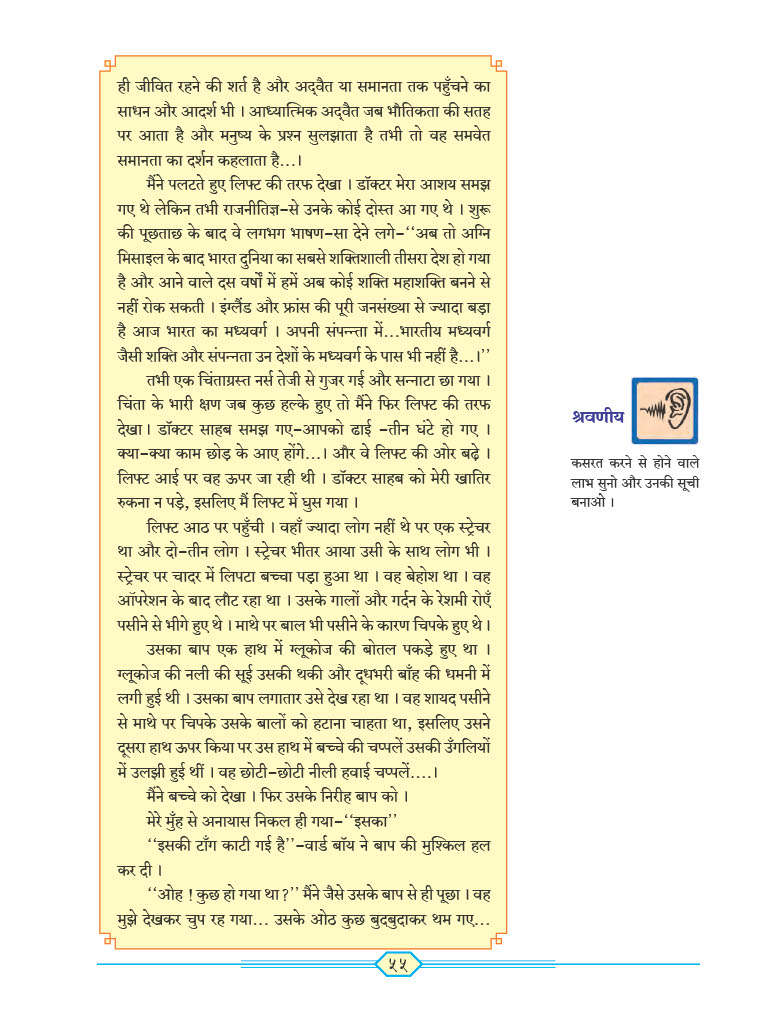 ही जीवित रहने की शर्त है और अद्‌वैत या समानता तक पहुँचने का
साधन और आदर्श भी । आध्यात्मिक अद्‌वैत जब भौतिकता की सतह
पर आता है और मनुष्य के प्रश्न सुलझाता है तभी तो वह समवेत
समानता का दर्शन कहलाता है...।
मैंने पलटते हुए लिफ्ट की तरफ देखा । डॉक्टर मेरा आशय समझ
गए थे लेकिन तभी राजनीतिज्ञ-से उनके कोई दोस्त आ गए थे । शुरू
की पूछताछ के बाद वे लगभग भाषण-सा देने लगे-‘‘अब तो अग्नि
मिसाइल के बाद भारत दुनिया का सबसे शक्तिशाली तीसरा देश हो गया
है और आने वाले दस वर्षों में हमें अब कोई शक्ति महाशक्ति बनने से
नहीं रोक सकती । इंग्लैंड और फ्रांस की पूरी जनसंख्या से ज्यादा बड़ा
है आज भारत का मध्यवर्ग । अपनी संपन्न्ता में...भारतीय मध्यवर्ग
जैसी शक्ति और संपन्नता उन देशों के मध्यवर्ग के पास भी नहीं है...।’’
तभी एक चिंताग्रस्त नर्स तेजी से गुजर गई और सन्नाटा छा गया ।
चिंता के भारी क्षण जब कुछ हल्के हुए तो मैंने फिर लिफ्ट की तरफ
देखा । डॉक्टर साहब समझ गए-आपको ढाई -तीन घंटे हो गए ।
क्या-क्या काम छोड़ के आए होंगे...। और वे लिफ्ट की ओर बढ़े ।
लिफ्ट आई पर वह ऊपर जा रही थी । डॉक्टर साहब को मेरी खातिर
रुकना न पड़े, इसलिए मैं लिफ्ट में घुस गया ।
लिफ्ट आठ पर पहुँची । वहाँ ज्यादा लोग नहीं थे पर एक स्ट्रेचर
था और दो-तीन लोग । स्ट्रेचर भीतर आया उसी के साथ लोग भी ।
स्ट्रेचर पर चादर में लिपटा बच्चा पड़ा हुआ था । वह बेहोश था । वह
ऑपरेशन के बाद लौट रहा था । उसके गालों और गर्दन के रेशमी रोएँ
पसीने से भीगे हुए थे । माथे पर बाल भी पसीने के कारण चिपके हुए थे ।
उसका बाप एक हाथ में ग्लूकोज की बोतल पकड़े हुए था ।
ग्लूकोज की नली की सूई उसकी थकी और दूधभरी बाँह की धमनी में
लगी हुई थी । उसका बाप लगातार उसे देख रहा था । वह शायद पसीने
से माथे पर चिपके उसके बालों को हटाना चाहता था, इसलिए उसने
दूसरा हाथ ऊपर किया पर उस हाथ में बच्चे की चप्पलें उसकी उँगलियों
में उलझी हुई थीं । वह छोटी-छोटी नीली हवाई चप्पलें....।
मैंने बच्चे को देखा । फिर उसके निरीह बाप को ।
मेरे मुँह से अनायास निकल ही गया-‘‘इसका’’
‘‘इसकी टाँग काटी गई है’’-वार्ड बॉय ने बाप की मुश्किल हल
कर दी ।
‘‘ओह ! कुछ हो गया था ?’’ मैंने जैसे उसके बाप से ही पूछा । वह
मुझे देखकर चुप रह गया... उसके ओठ कुछ बुदबुदाकर थम गए...
श्रवणीय
कसरत करने से होने वाले
लाभ सुनो और उनकी सूची
बनाओ ।
५५